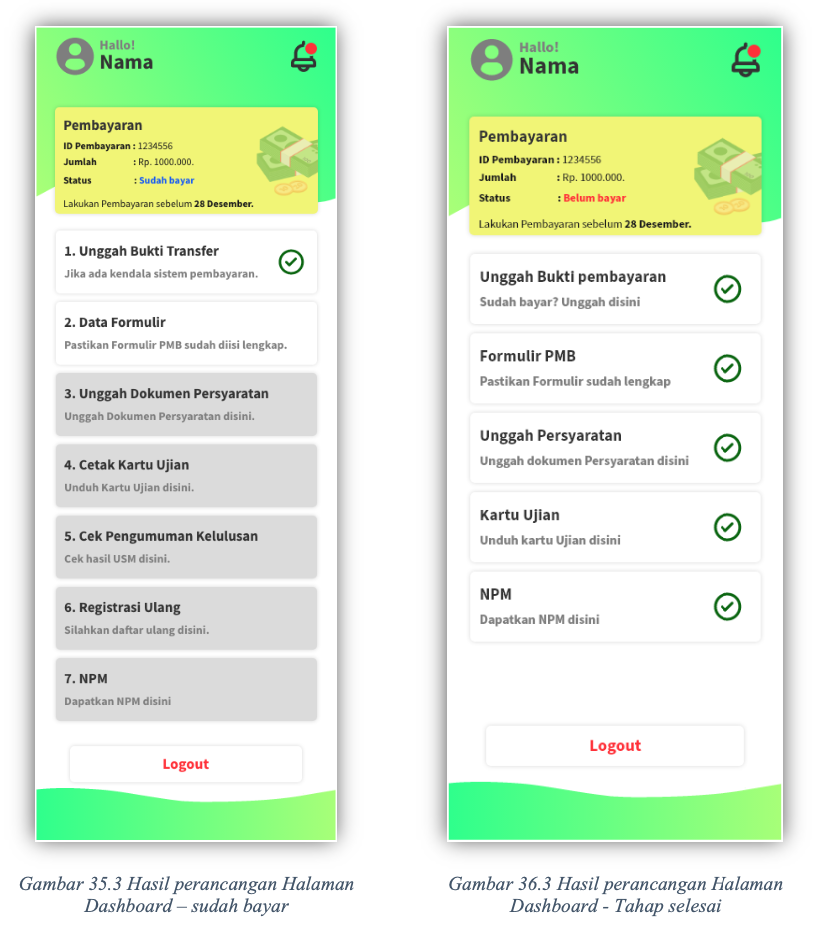 Hallo!
Nama
Pembayaran
ID Pembayaran : 1234556
Jumlah : Rp. 1000.000.
Status : Sudah bayar
Lakukan Pembayaran sebelum 28 Desember.
1. Unggah Bukti Transfer
Jika ada kendala sistem pembayaran.
2. Data Formulir
Pastikan Formulir PMB sudah diisi lengkap.
3. Unggah Dokumen Persyaratan
Unggah Dokumen Persyaratan disini.
4. Cetak Kartu Ujian
Unduh Kartu Ujian disini.
5. Cek Pengumuman Kelulusan
Cek hasil USM disini.
6. Registrasi Ulang
Silahkan daftar ulang disini.
7. NPM
Dapatkan NPM disini
Logout
Gambar 35.3 Hasil perancangan Halaman
Dashboard – sudah bayar
Hallo!
Nama
Pembayaran
ID Pembayaran : 1234556
Jumlah : Rp. 1000.000.
Status : Belum bayar
Lakukan Pembayaran sebelum 28 Desember.
Unggah Bukti pembayaran
Sudah bayar? Unggah disini
Formulir PMB
Pastikan Formulir sudah lengkap
Unggah Persyaratan
Unggah dokumen Persyaratan disini
Kartu Ujian
Unduh kartu Ujian disini
NPM
Dapatkan NPM disini
Logout
Gambar 36.3 Hasil perancangan Halaman
Dashboard - Tahap selesai